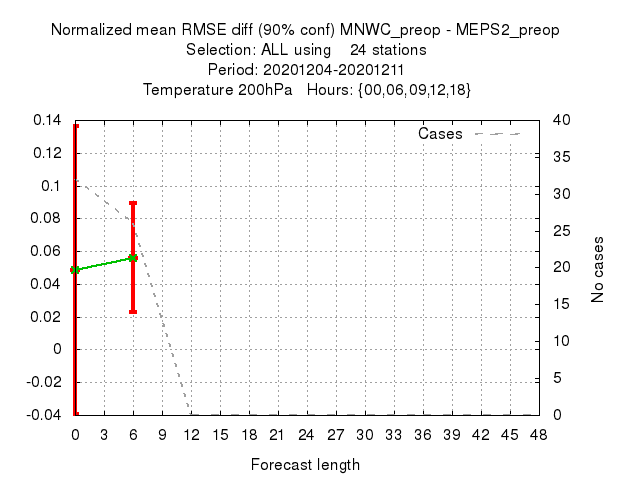 Normalized mean RMSE diff (90% conf) MNWC_preop - MEPS2_preop
Selection: ALL using    24 stations
Period: 20201204-20201211
Temperature 200hPa   Hours: {00,06,09,12,18}
Cases
0.14
0.12
0.1
0.08
0.06
0.04
0.02
0
-0.02
-0.04
40
35
30
25
20
15
10
5
0
No cases
0 3 6 9 12 15 18 21 24 27 30 33 36 39 42 45 48
Forecast length